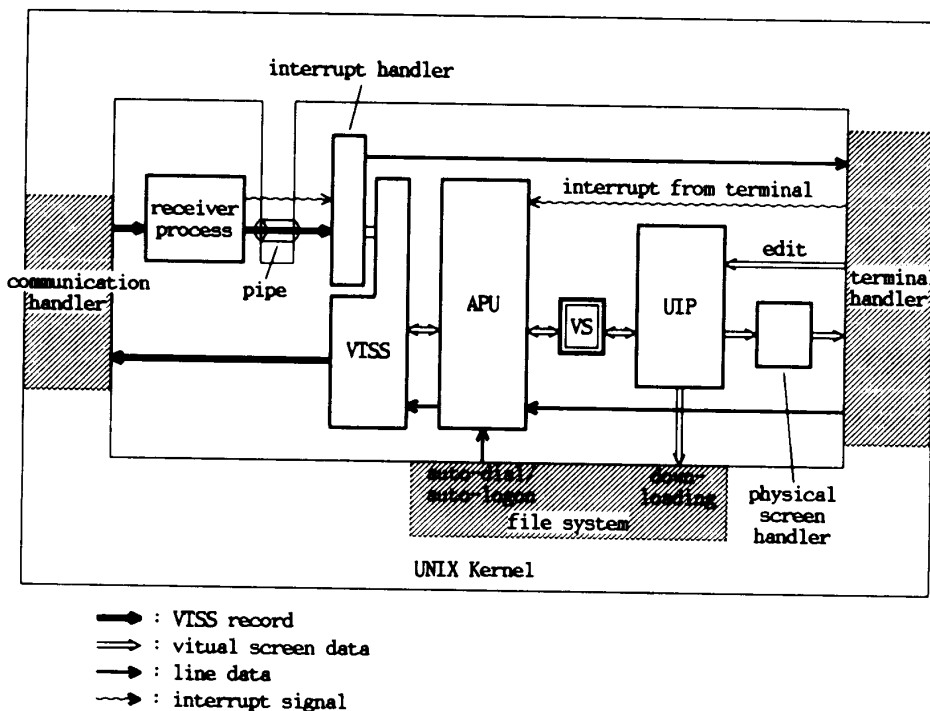 interrupt handler
receiver
process
interrupt from terminal
pipe
communication
handler
edit
terminal
handler
VTSS
APU
VS
UIP
auto-dial/
auto-logon
down-
loading
file system
physical
screen
handler
UNIX Kernel
: VTSS record
: vitual screen data
: line data
: interrupt signal